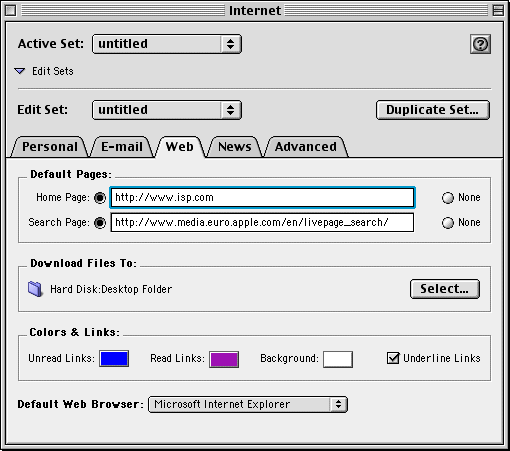 Internet
Active Set: untitled ?
Edit Sets
Edit Set: untitled Duplicate Set...
Personal E-mail Web News Advanced
Default Pages:
Home Page: http://www.isp.com None
Search Page: http://www.media.euro.apple.com/en/livepage_search/ None
Download Files To:
Hard Disk:Desktop Folder Select...
Colors & Links:
Unread Links: Read Links: Background: Underline Links
Default Web Browser: Microsoft Internet Explorer